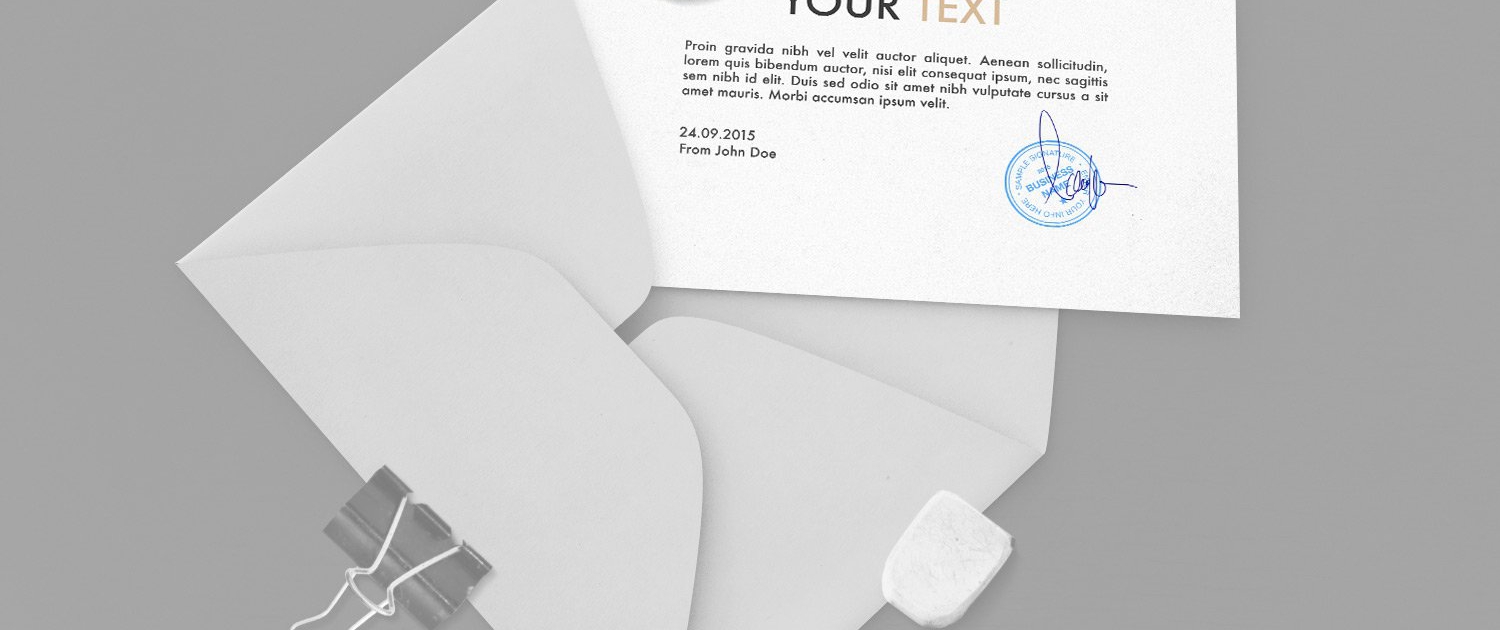 YOUR TEXT
Proin gravida nibh vel velit auctor aliquet. Aenean sollicitudin,
lorem quis bibendum auctor, nisi elit consequat ipsum, nec sagittis
sem nibh id elit. Duis sed odio sit amet nibh vulputate cursus a sit
amet mauris. Morbi accumsan ipsum velit.
24.09.2015
From John Doe
SAMPLE SIGNATURE
BUSINESS
NAME
YOUR INFO HERE